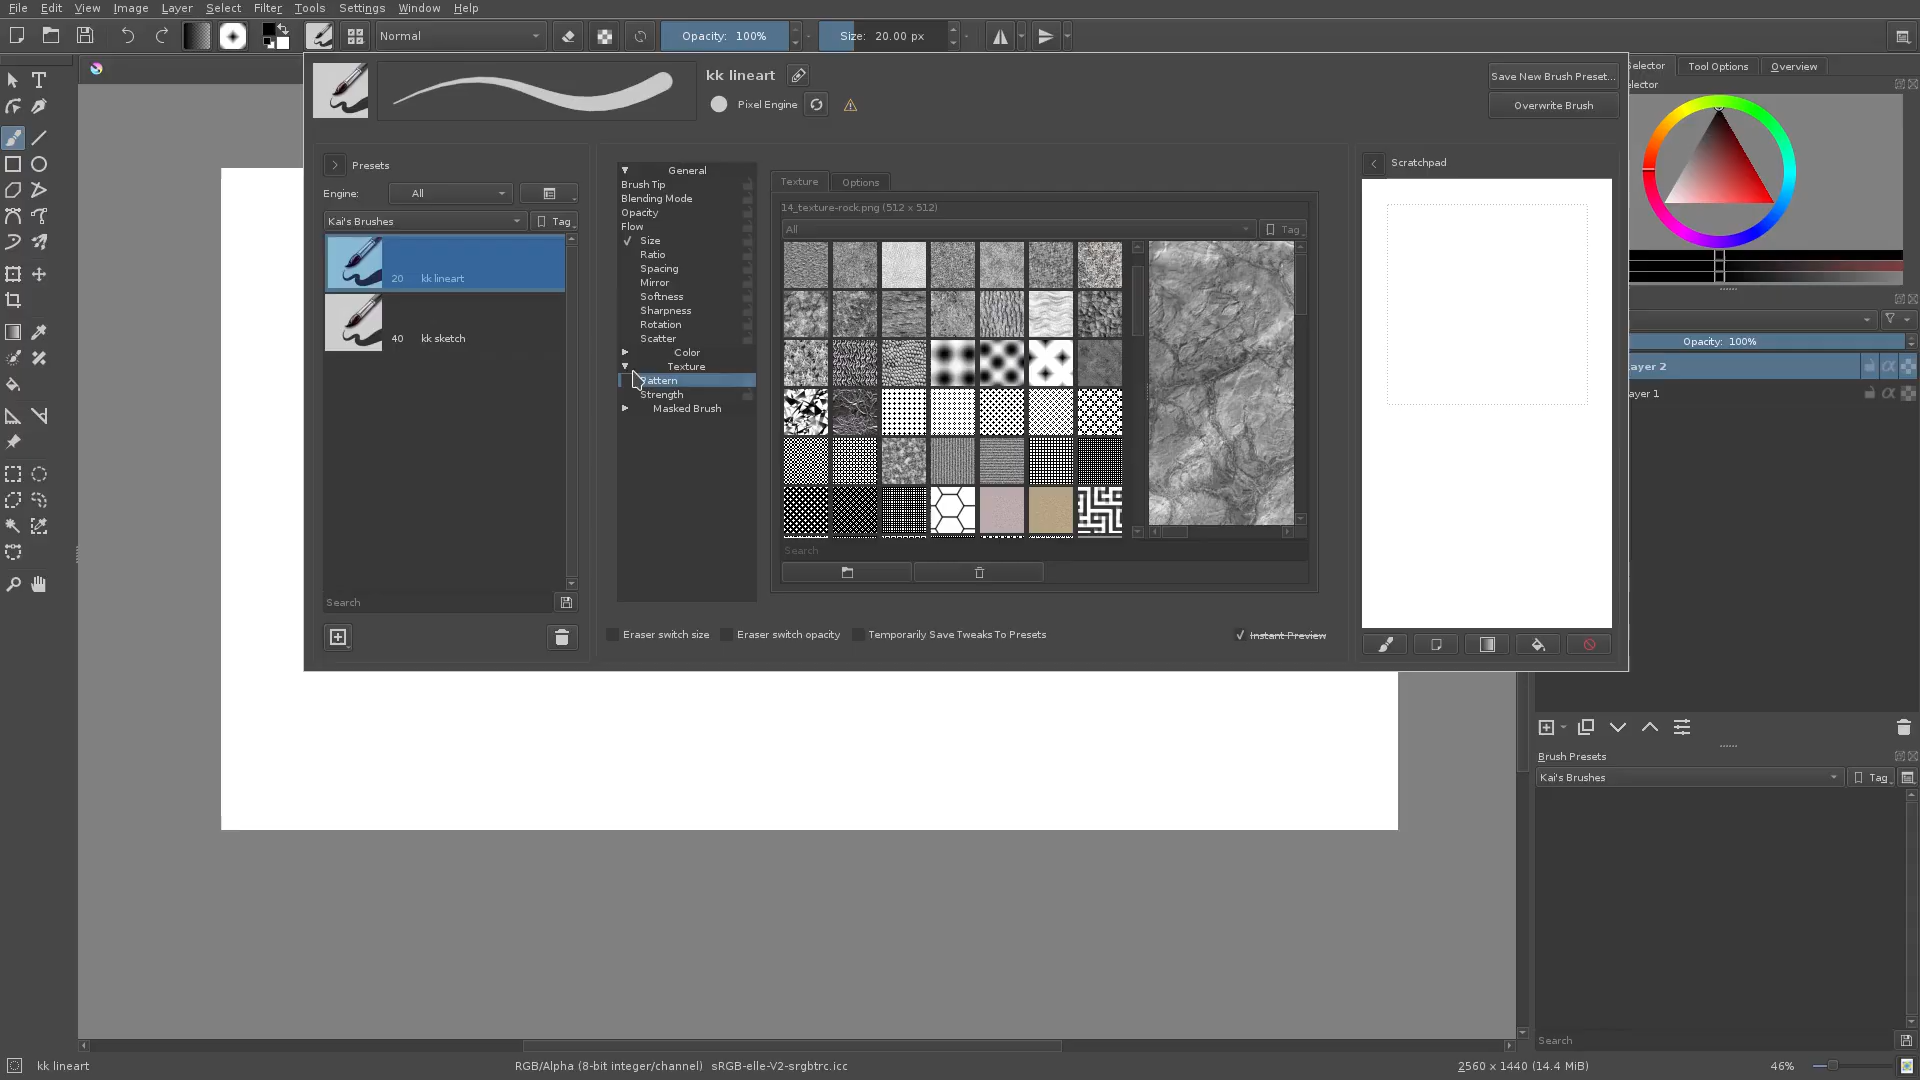 File Edit View Image Layer Select Filter Tools Settings Window Help
Normal
Opacity: 100%
Size: 20.00 px
kk lineart
Pixel Engine
Save New Brush Preset...
Overwrite Brush
Presets
Engine: All
Kai's Brushes
Tag
20 kk lineart
40 kk sketch
Search
General
Brush Tip
Blending Mode
Opacity
Flow
Size
Ratio
Spacing
Mirror
Softness
Sharpness
Rotation
Scatter
Color
Texture
Pattern
Strength
Masked Brush
Texture Options
14_texture-rock.png (512 x 512)
All
Tag
Search
Eraser switch size
Eraser switch opacity
Temporarily Save Tweaks To Presets
Instant Preview
Scratchpad
elector Tool Options Overview
elector
Opacity: 100%
ayer 2
ayer 1
Brush Presets
Kai's Brushes
Tag
Search
kk lineart
RGB/Alpha (8-bit integer/channel) sRGB-elle-V2-srgbtrc.icc
2560 x 1440 (14.4 MiB)
46%